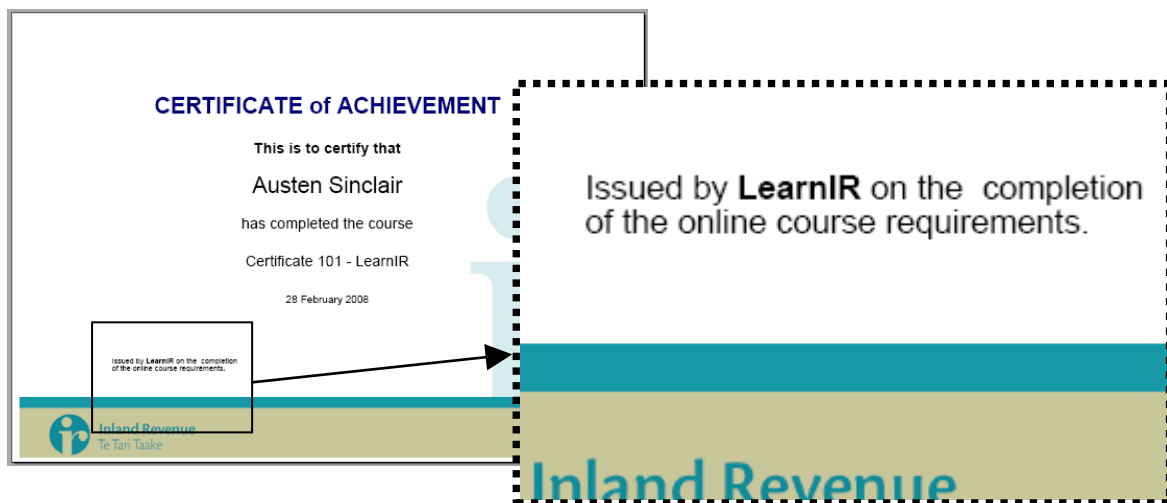 CERTIFICATE of ACHIEVEMENT
This is to certify that
Austen Sinclair
has completed the course
Certificate 101 - LearnIR
28 February 2008
Issued by LearnIR on the completion
of the online course requirements.
ir Inland Revenue
Te Tari Taake
Issued by LearnIR on the completion
of the online course requirements.
Inland Revenue